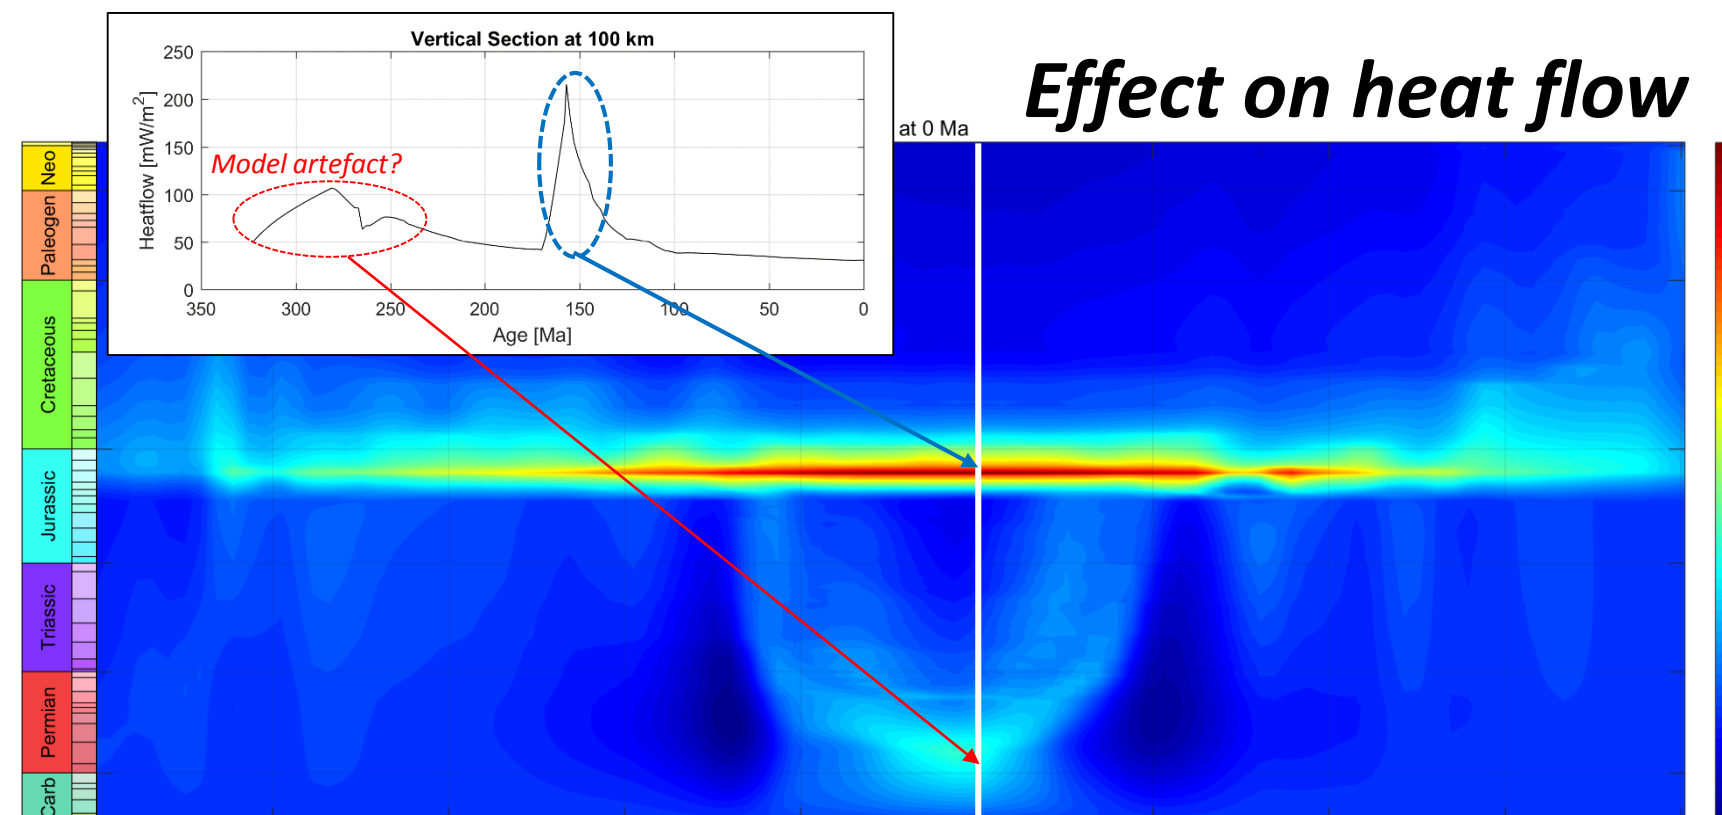 Vertical Section at 100 km
250
200
150
100
50
0
Heatflow [mW/m2]
Model artefact?
350 300 250 200 150 100 50 0
Age [Ma]
Effect on heat flow
at 0 Ma
Neo
Paleogen
Cretaceous
Jurassic
Triassic
Permian
Carb